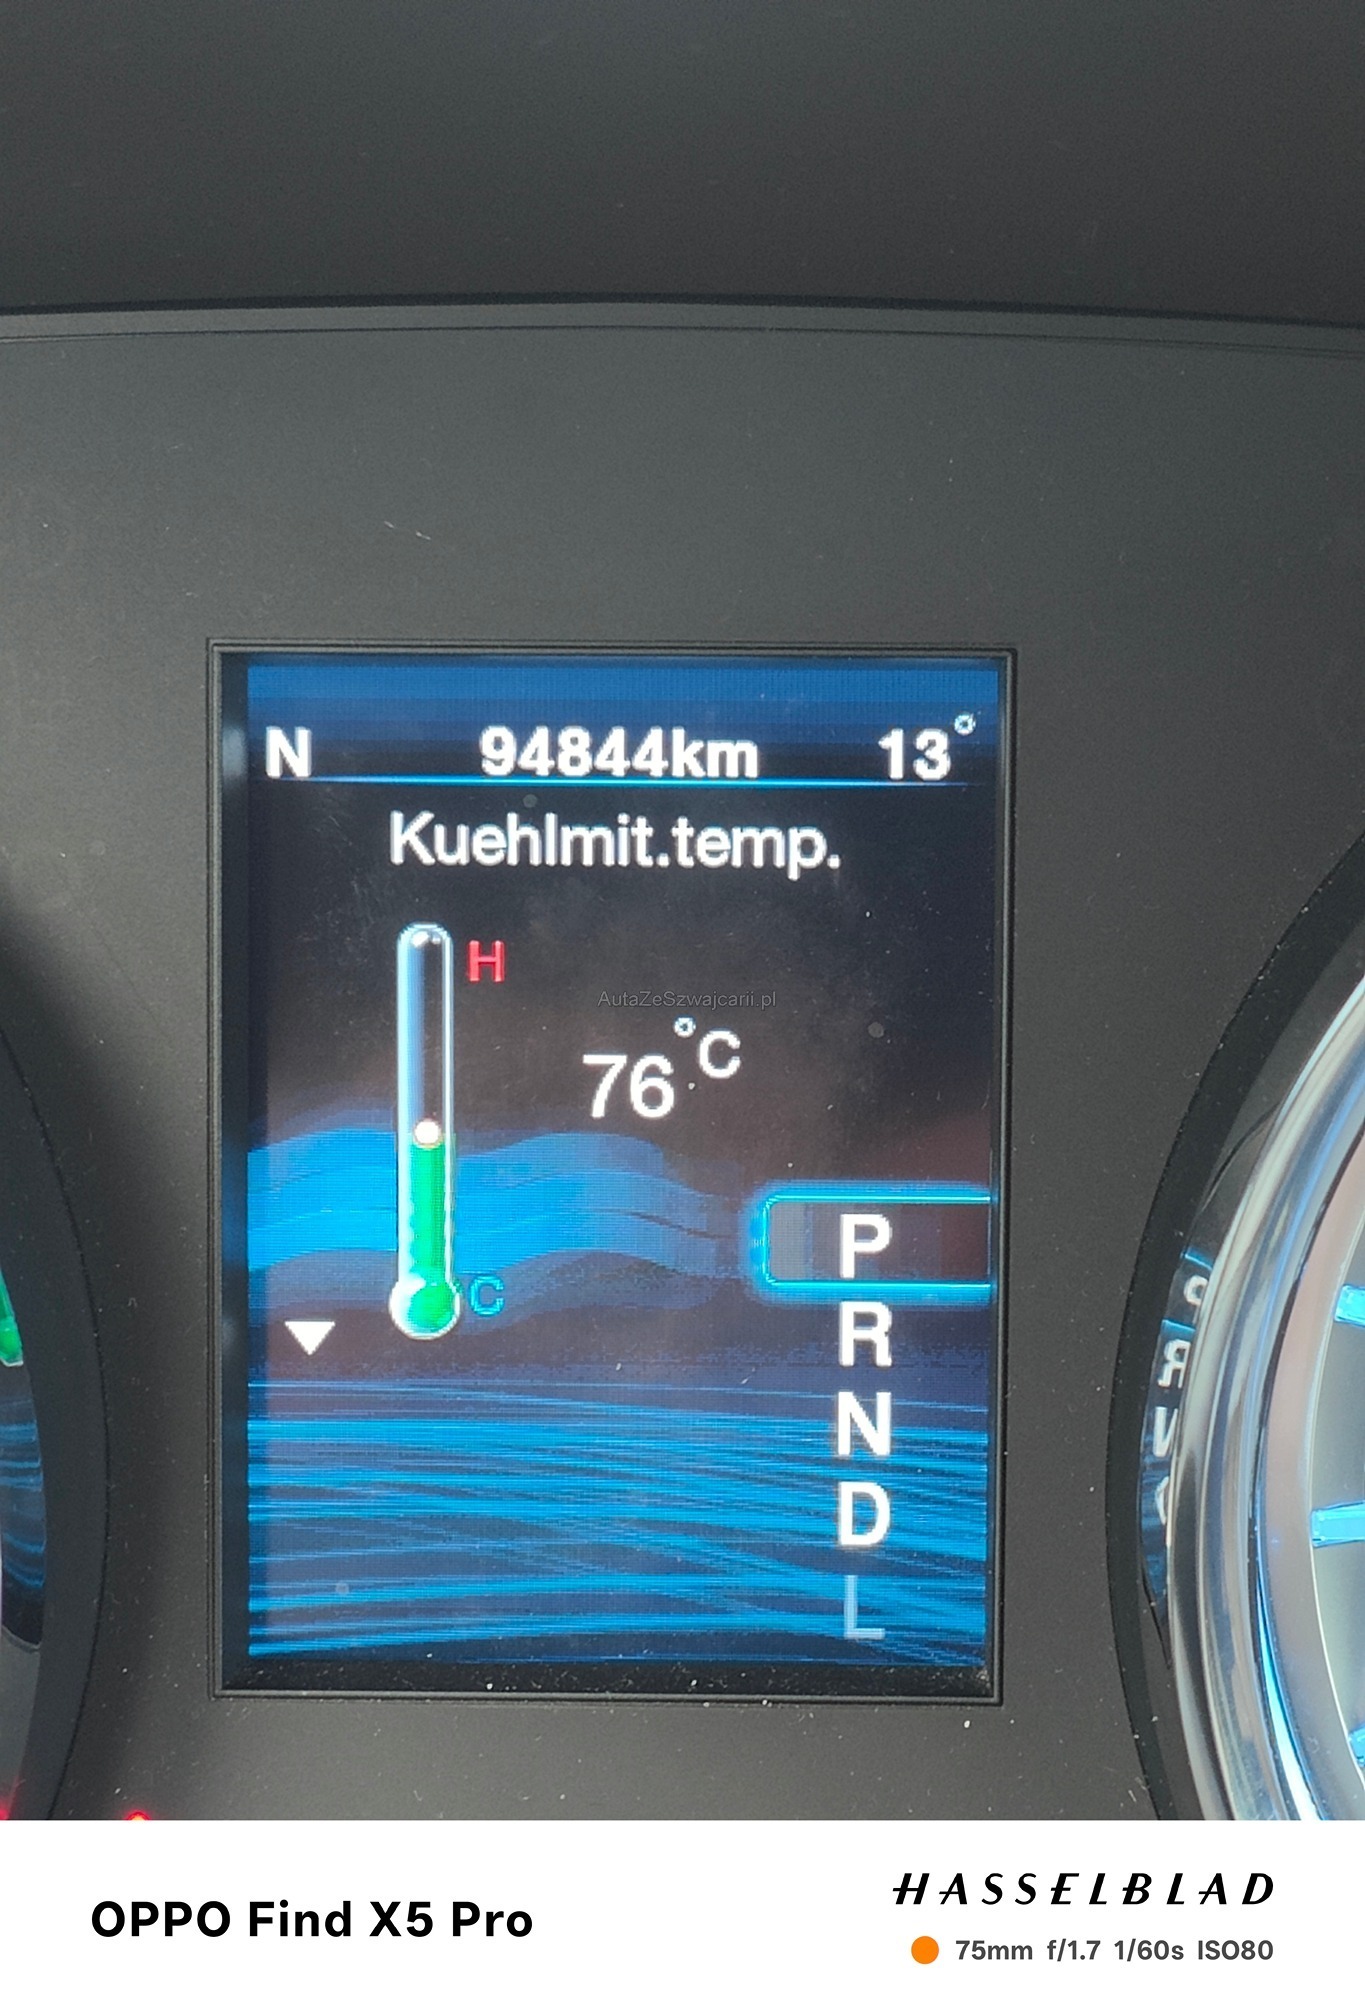 N 94844km 13°
Kuehlmit.temp.
H
AutaZeSzwajcarii.pl
76°C
C
P
R
N
D
L
OPPO Find X5 Pro
HASSELBLAD
75mm f/1.7 1/60s ISO80